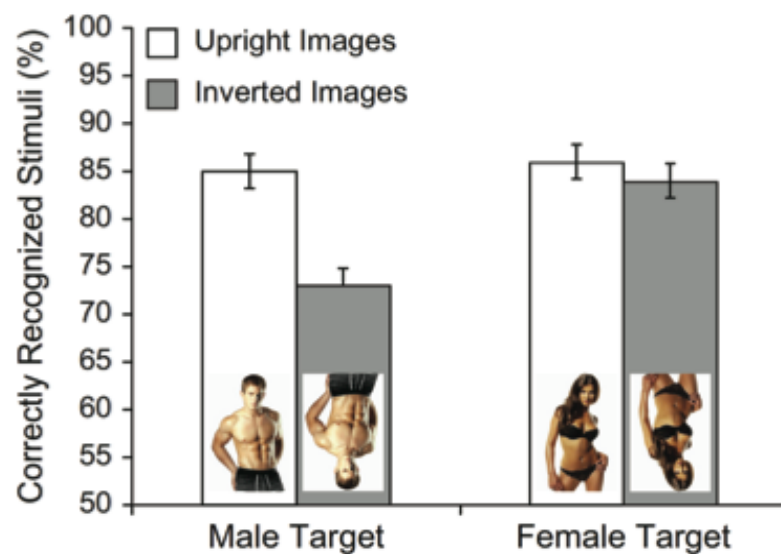 Correctly Recognized Stimuli (%)
100
95
90
85
80
75
70
65
60
55
50
Upright Images
Inverted Images
Male Target
Female Target